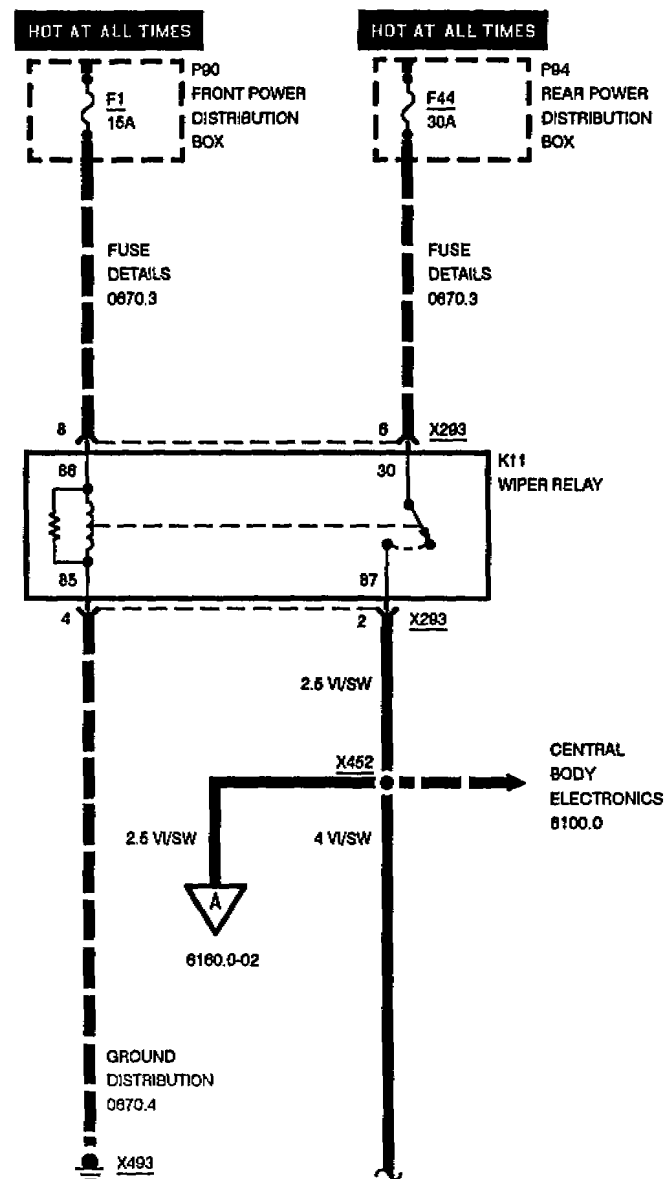 HOT AT ALL TIMES
HOT AT ALL TIMES
P90
FRONT POWER
DISTRIBUTION
BOX
F1
15A
P94
REAR POWER
DISTRIBUTION
BOX
F44
30A
FUSE
DETAILS
0670.3
FUSE
DETAILS
0670.3
8
6
X293
86
30
K11
WIPER RELAY
85
87
4
2
X293
2.5 VI/SW
X452
CENTRAL
BODY
ELECTRONICS
6100.0
2.5 VI/SW
4 VI/SW
A
6160.0-02
GROUND
DISTRIBUTION
0670.4
X493